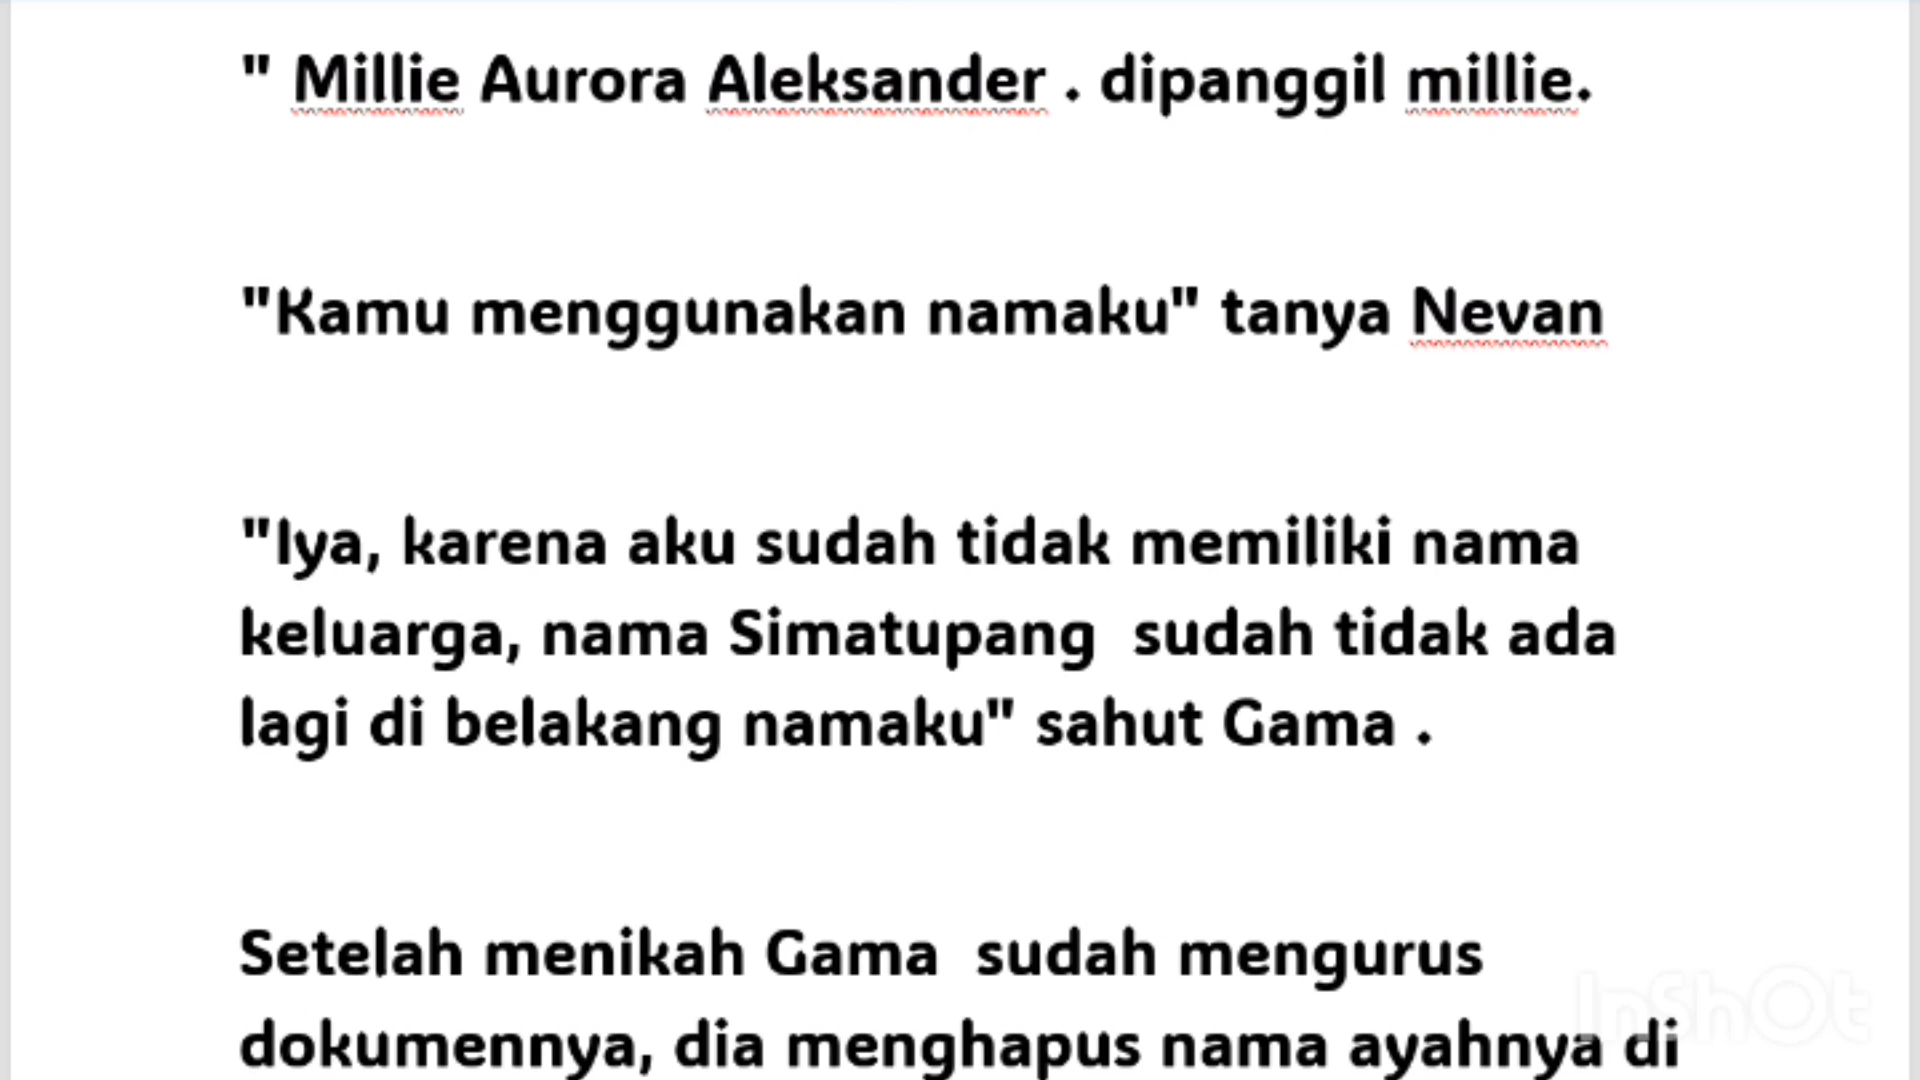 " Millie Aurora Aleksander . dipanggil millie.
"Kamu menggunakan namaku" tanya Nevan
"Iya, karena aku sudah tidak memiliki nama
keluarga, nama Simatupang  sudah tidak ada
lagi di belakang namaku" sahut Gama .
Setelah menikah Gama  sudah mengurus
dokumennya, dia menghapus nama ayahnya di
InShOt